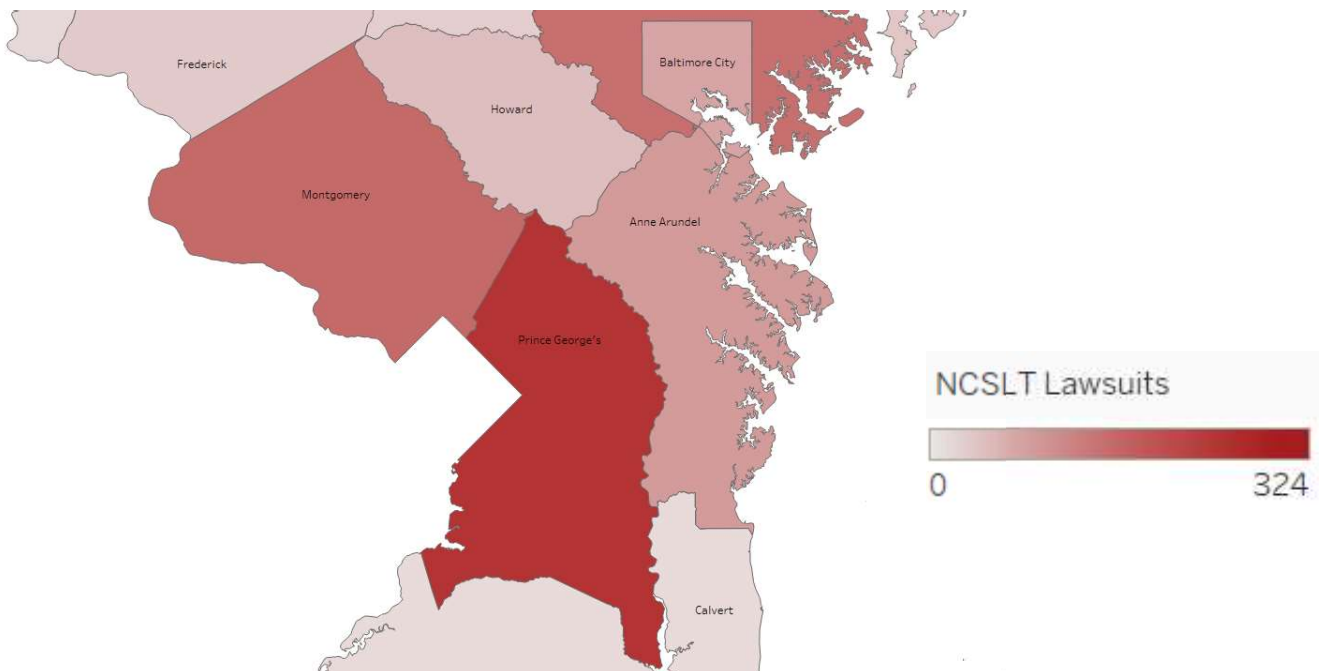 Frederick
Baltimore City
Howard
Montgomery
Anne Arundel
Prince George's
NCSLT Lawsuits
0 324
Calvert